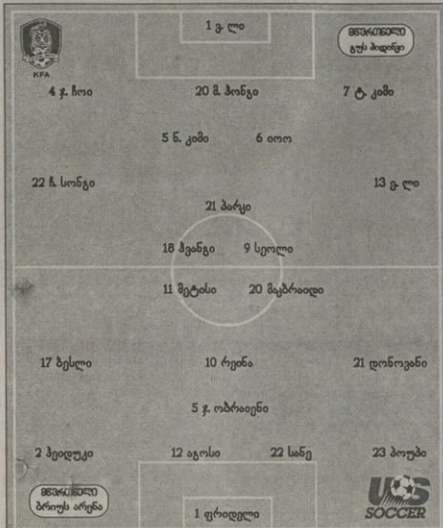 1 ვ. ლი
მწვრთნელი
გუს ჰიდინკი
KFA
4 ჯ. ჩოი
20 მ. ჰონგი
7 ტ. კიმი
5 ნ. კიმი
6 იოო
22 ჩ. სონგი
13 ე. ლი
21 პარკი
18 ჰვანგი
9 სეოლი
11 მეტისი
20 მაკბრაიდი
17 ბესლი
10 რეინა
21 დონოვანი
5 ჯ. ობრაიენი
2 ჰეიდუკი
12 აგოსი
22 სანე
23 პოუპი
მწვრთნელი
ბრიუს არენა
1 ფრიდელი
US
SOCCER